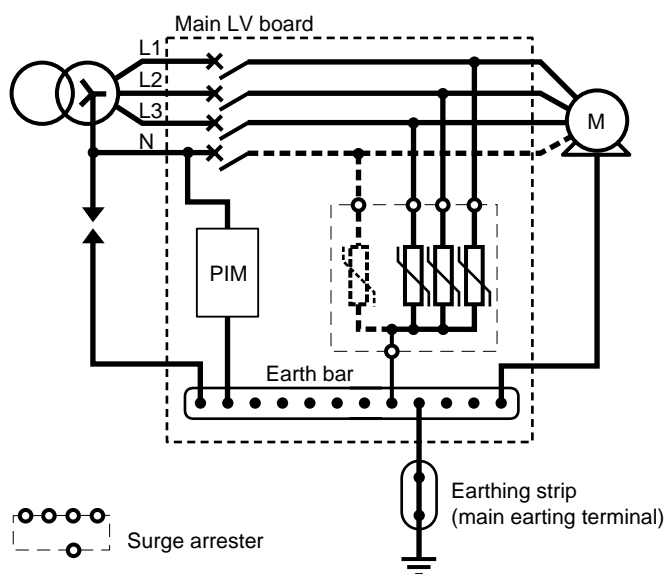 Main LV board
L1
L2
L3
N
M
PIM
Earth bar
Earthing strip
(main earting terminal)
Surge arrester